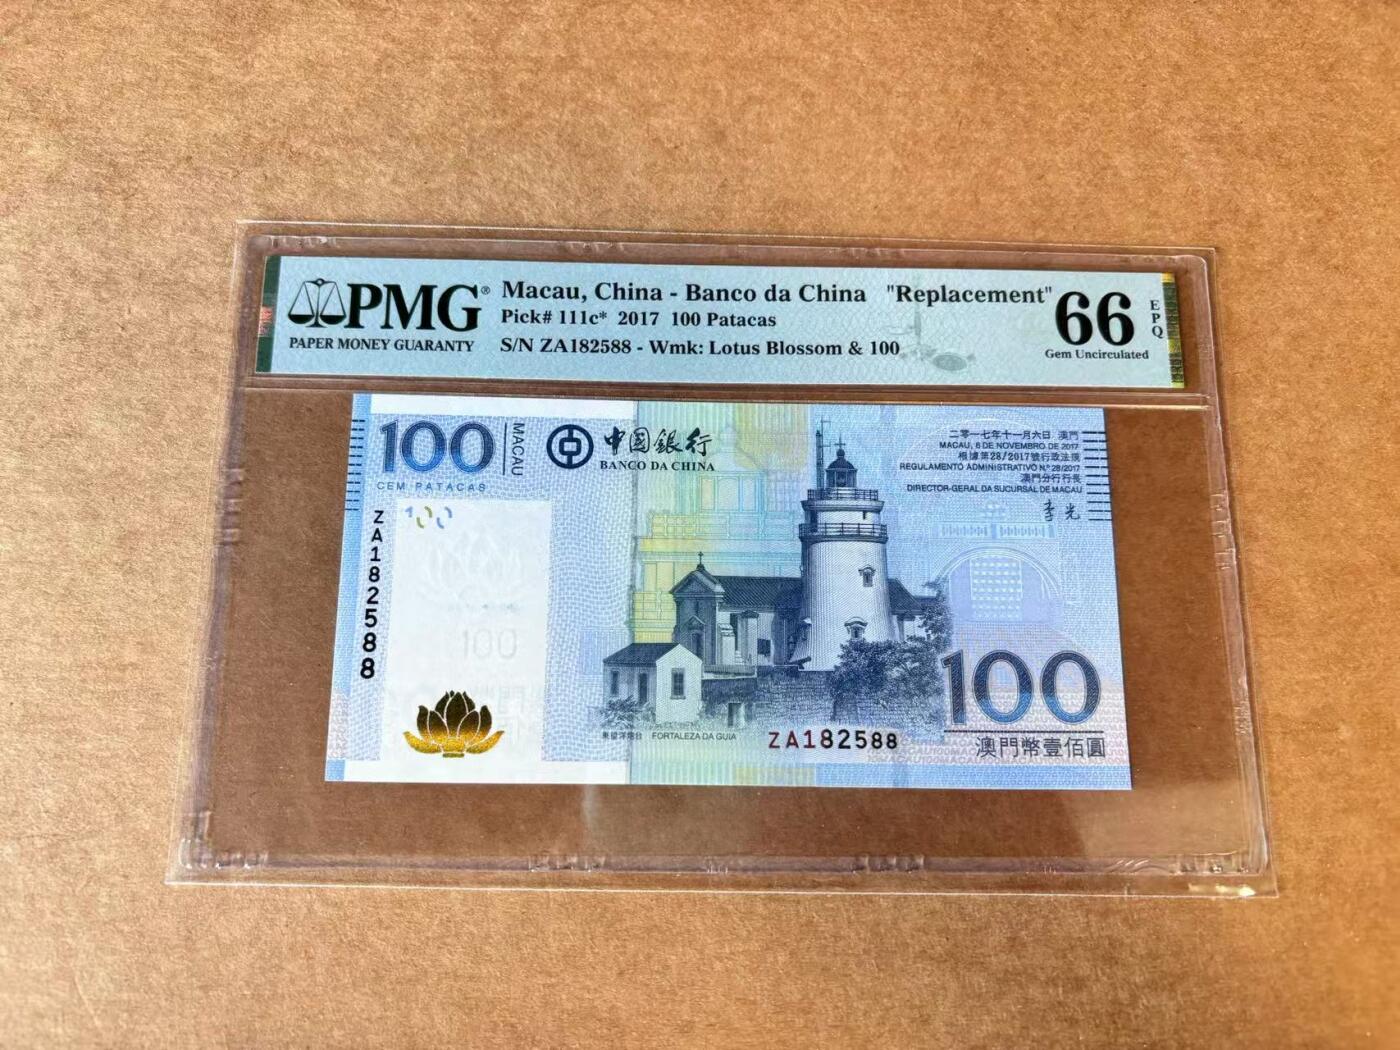 PMG®
PAPER MONEY GUARANTY
Macau, China - Banco da China "Replacement"
Pick# 111c* 2017 100 Patacas
S/N ZA182588 - Wmk: Lotus Blossom & 100
66
EPQ
Gem Uncirculated
100
MACAU
CEM PATACAS
中國銀行
BANCO DA CHINA
二零一七年十一月六日 澳門
MACAU, 6 DE NOVEMBRO DE 2017
根據第28/2017號行政法規
REGULAMENTO ADMINISTRATIVO N.º 28/2017
澳門分行行長
DIRECTOR-GERAL DA SUCURSAL DE MACAU
李光
ZA182588
100
100
東望洋炮台 FORTALEZA DA GUIA
ZA182588
100
澳門幣壹佰圓